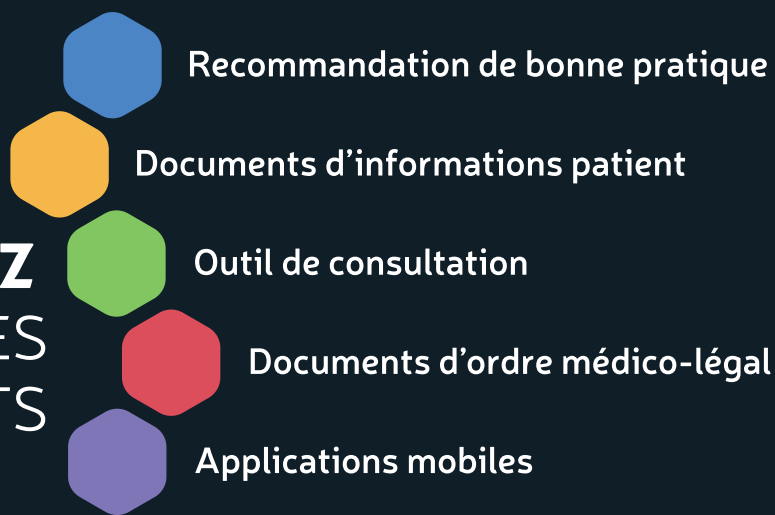 Recommandation de bonne pratique
Documents d'informations patient
Outil de consultation
Documents d'ordre médico-légal
Applications mobiles